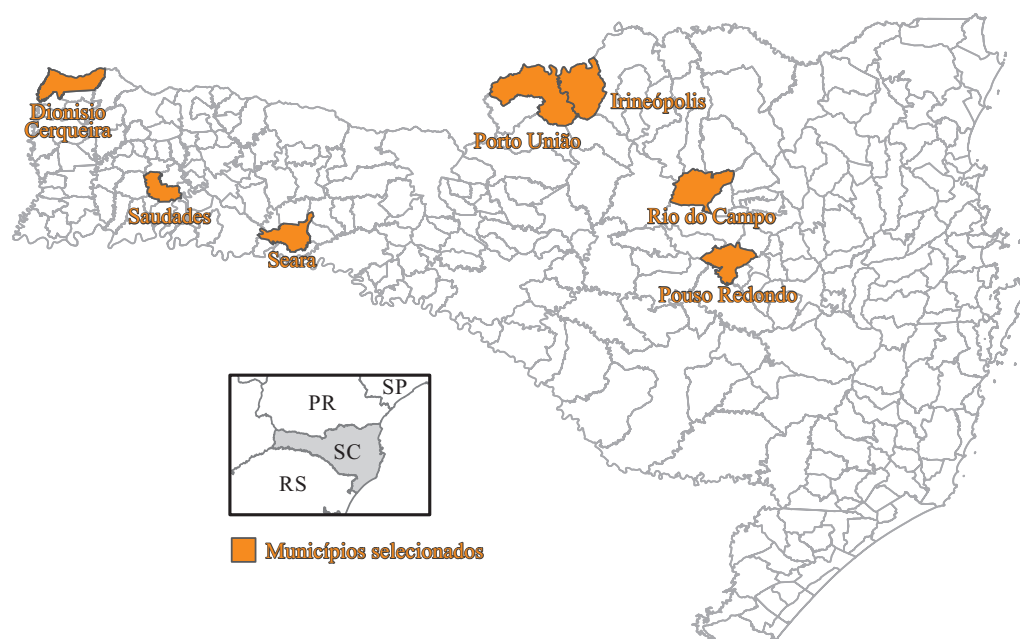 Dionisio
Cerqueira
Saudades
Seara
Porto União
Irineópolis
Rio do Campo
Pouso Redondo
SP
PR
SC
RS
Municípios selecionados